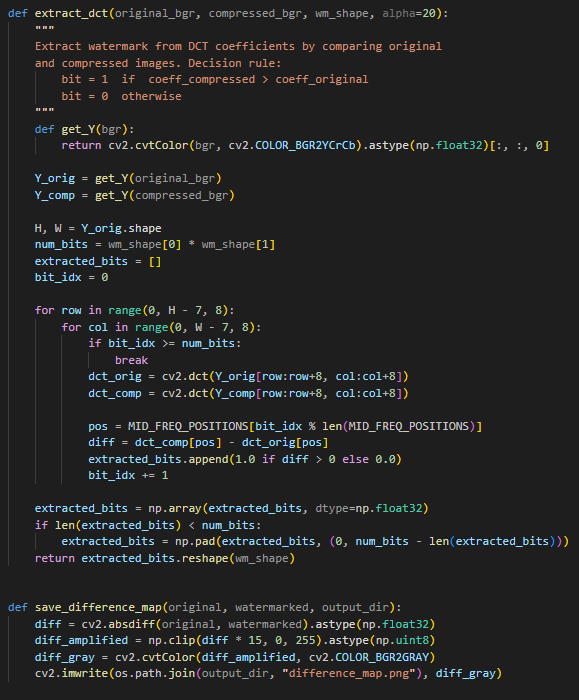 def extract_dct(original_bgr, compressed_bgr, wm_shape, alpha=20):
    """
    Extract watermark from DCT coefficients by comparing original
    and compressed images. Decision rule:
        bit = 1  if  coeff_compressed > coeff_original
        bit = 0  otherwise
    """
    def get_Y(bgr):
        return cv2.cvtColor(bgr, cv2.COLOR_BGR2YCrCb).astype(np.float32)[:, :, 0]

    Y_orig = get_Y(original_bgr)
    Y_comp = get_Y(compressed_bgr)

    H, W = Y_orig.shape
    num_bits = wm_shape[0] * wm_shape[1]
    extracted_bits = []
    bit_idx = 0

    for row in range(0, H - 7, 8):
        for col in range(0, W - 7, 8):
            if bit_idx >= num_bits:
                break
            dct_orig = cv2.dct(Y_orig[row:row+8, col:col+8])
            dct_comp = cv2.dct(Y_comp[row:row+8, col:col+8])

            pos = MID_FREQ_POSITIONS[bit_idx % len(MID_FREQ_POSITIONS)]
            diff = dct_comp[pos] - dct_orig[pos]
            extracted_bits.append(1.0 if diff > 0 else 0.0)
            bit_idx += 1

    extracted_bits = np.array(extracted_bits, dtype=np.float32)
    if len(extracted_bits) < num_bits:
        extracted_bits = np.pad(extracted_bits, (0, num_bits - len(extracted_bits)))
    return extracted_bits.reshape(wm_shape)


def save_difference_map(original, watermarked, output_dir):
    diff = cv2.absdiff(original, watermarked).astype(np.float32)
    diff_amplified = np.clip(diff * 15, 0, 255).astype(np.uint8)
    diff_gray = cv2.cvtColor(diff_amplified, cv2.COLOR_BGR2GRAY)
    cv2.imwrite(os.path.join(output_dir, "difference_map.png"), diff_gray)